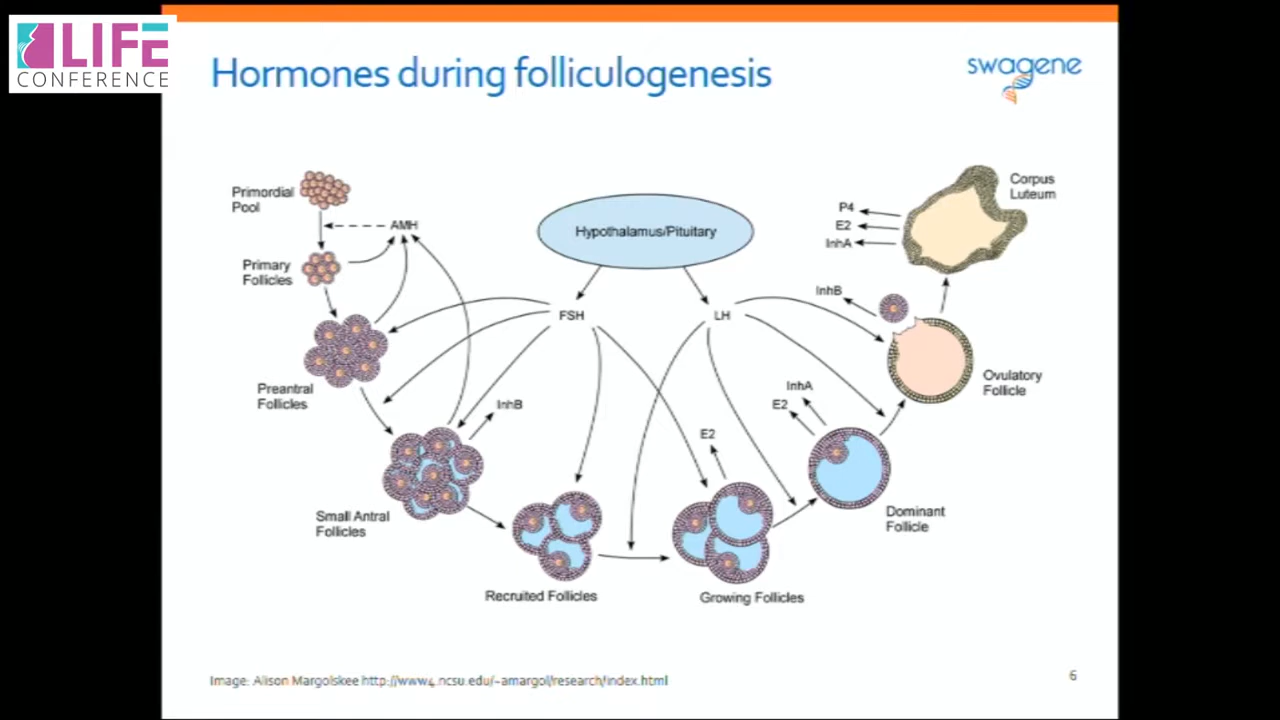 LIFE
CONFERENCE
Hormones during folliculogenesis
swagene
Primordial
Pool
AMH
Primary
Follicles
Preantral
Follicles
Small Antral
Follicles
InhB
Hypothalamus/Pituitary
FSH
LH
Recruited Follicles
E2
Growing Follicles
InhA
E2
Dominant
Follicle
InhB
Ovulatory
Follicle
P4
E2
InhA
Corpus
Luteum
Image: Alison Margolskee http://www4.ncsu.edu/~amargol/research/index.html
6